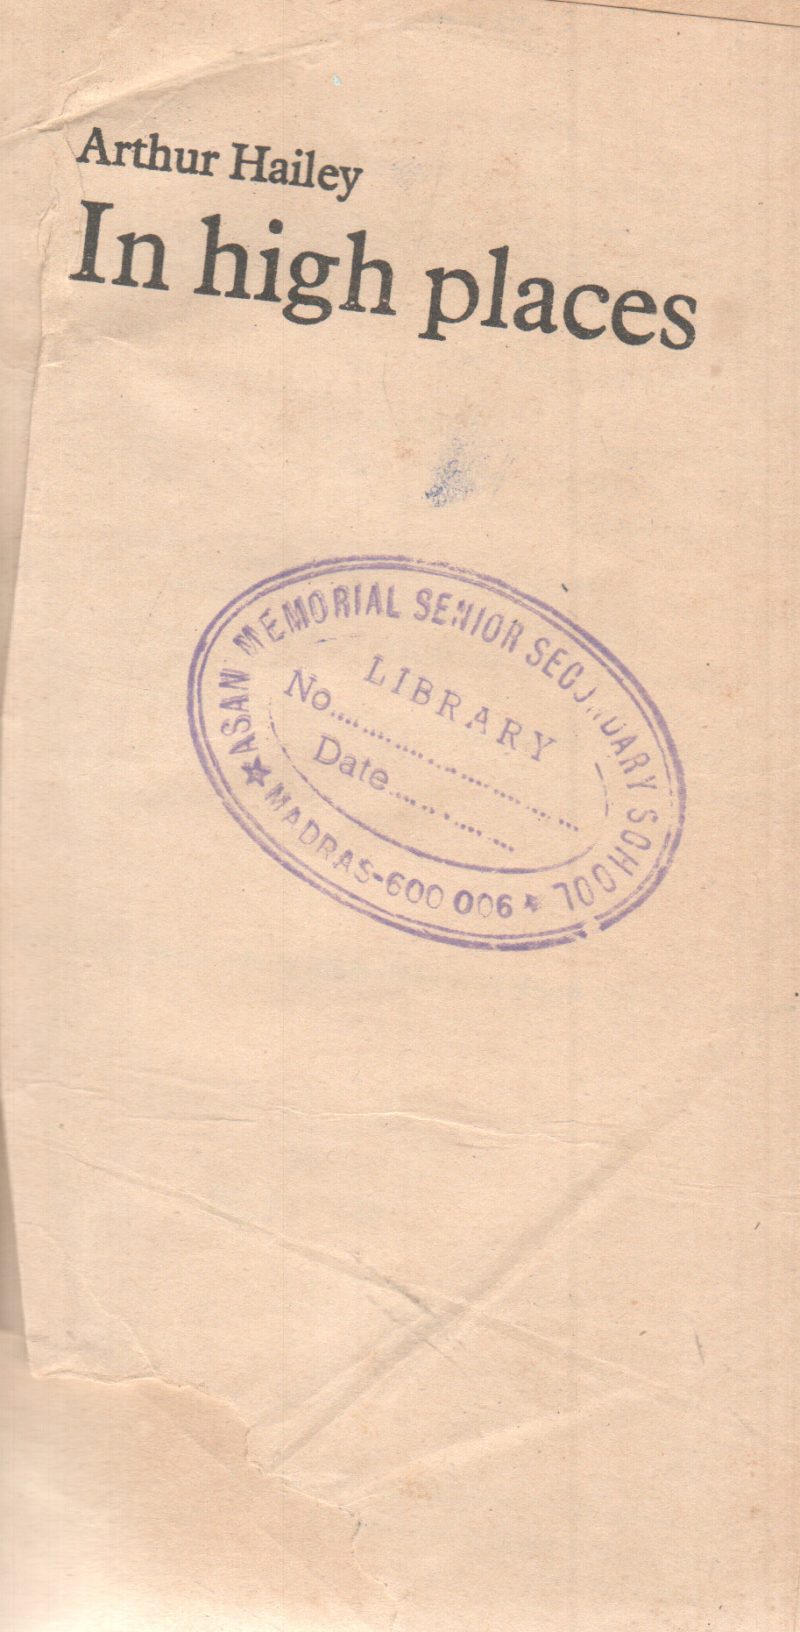 Arthur Hailey
In high places
ASAN MEMORIAL SENIOR SECONDARY SCHOOL
LIBRARY
No.....................
Date.............
MADRAS-600 006